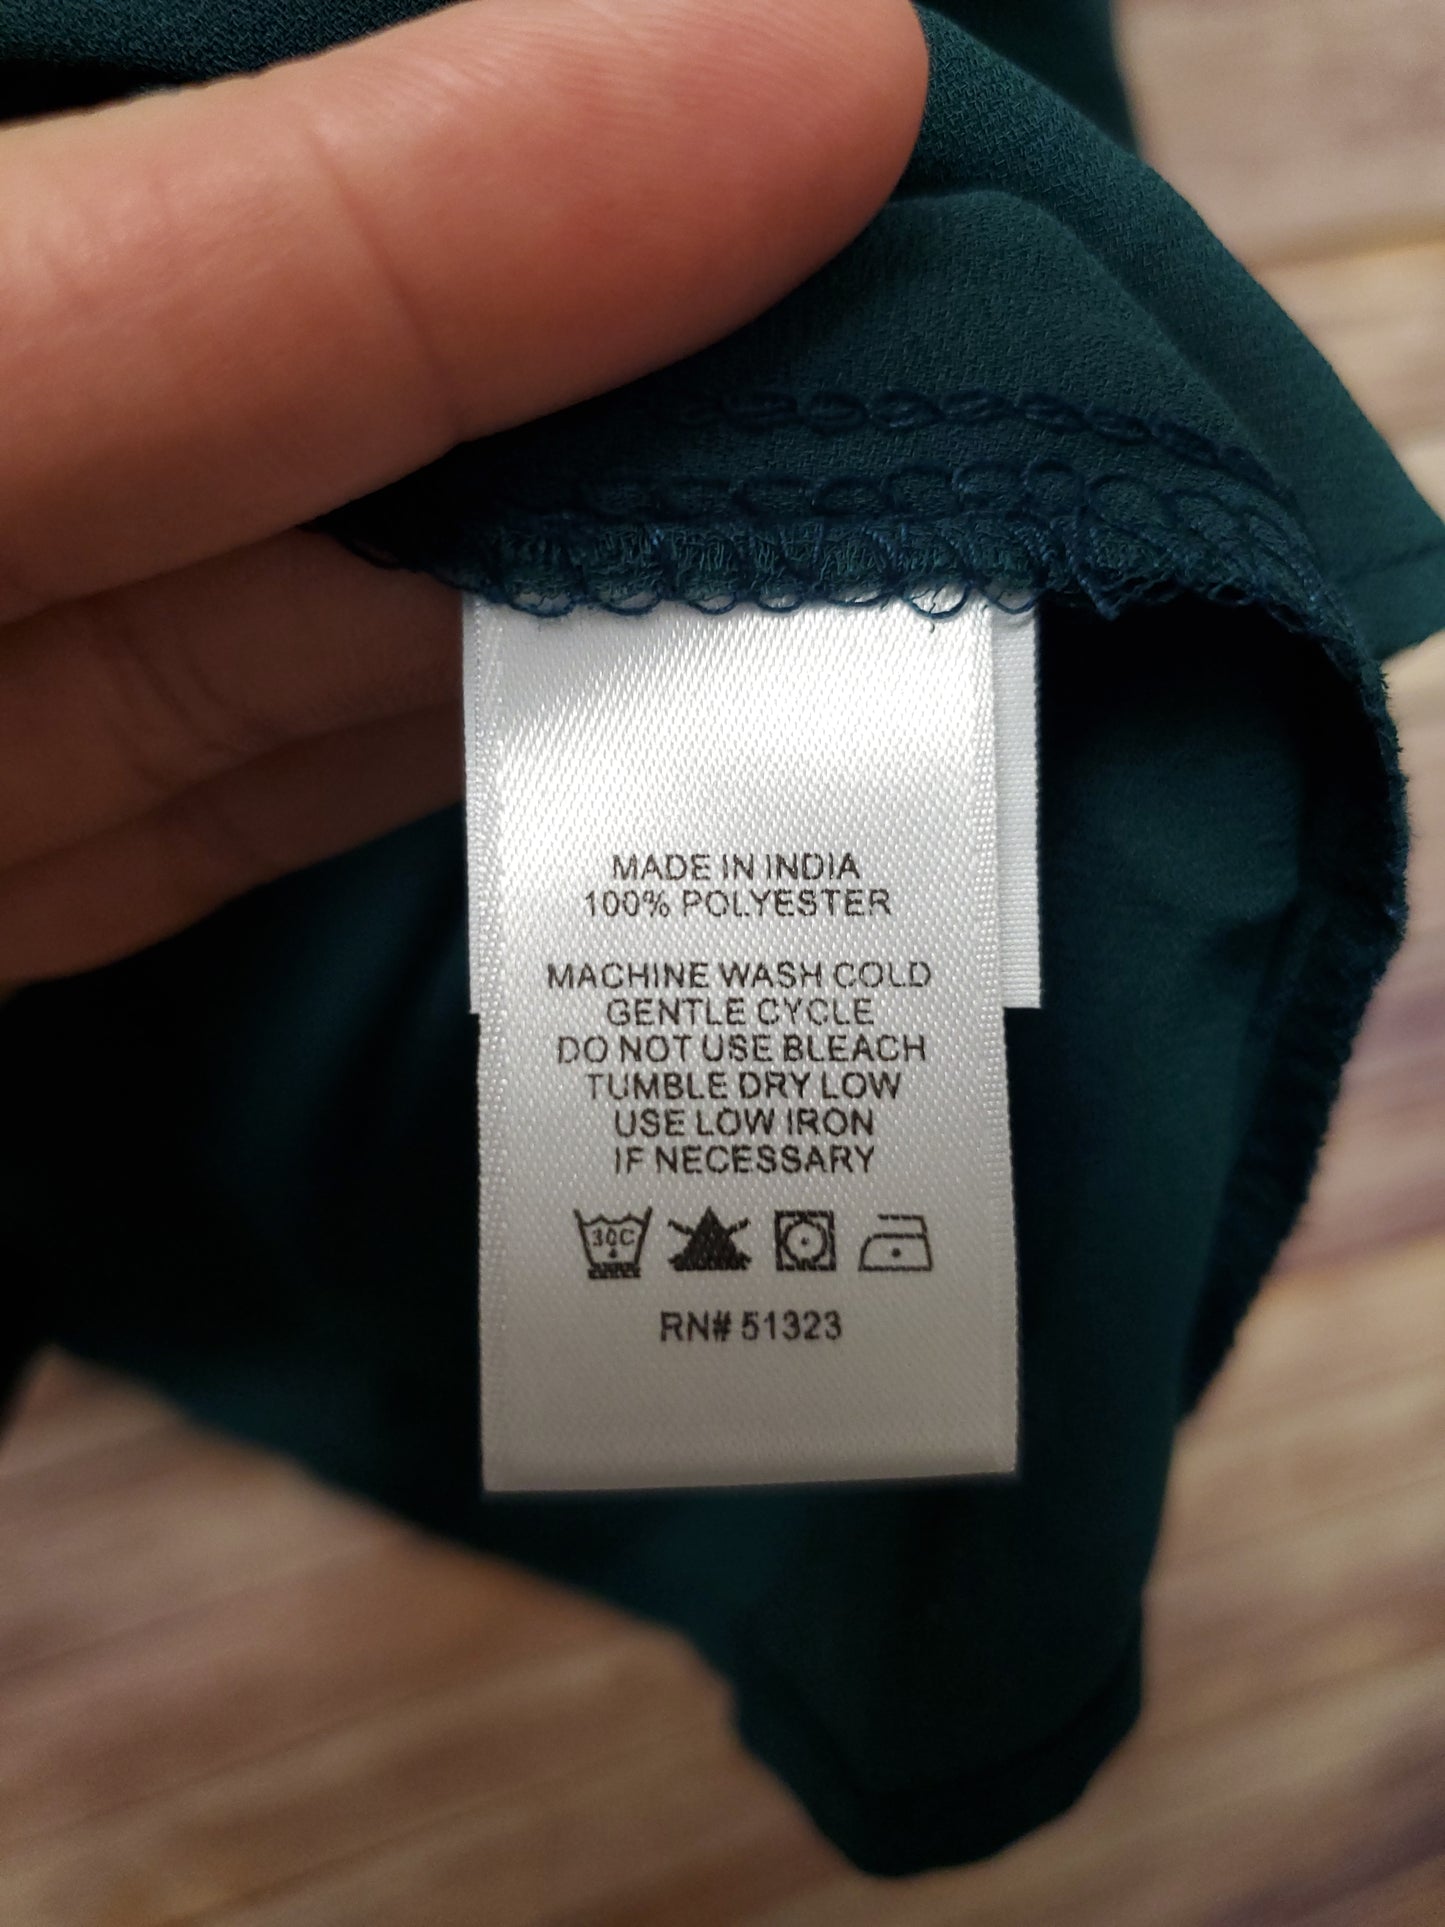 MADE IN INDIA
100% POLYESTER
MACHINE WASH COLD
GENTLE CYCLE
DO NOT USE BLEACH
TUMBLE DRY LOW
USE LOW IRON
IF NECESSARY
30C
RN# 51323